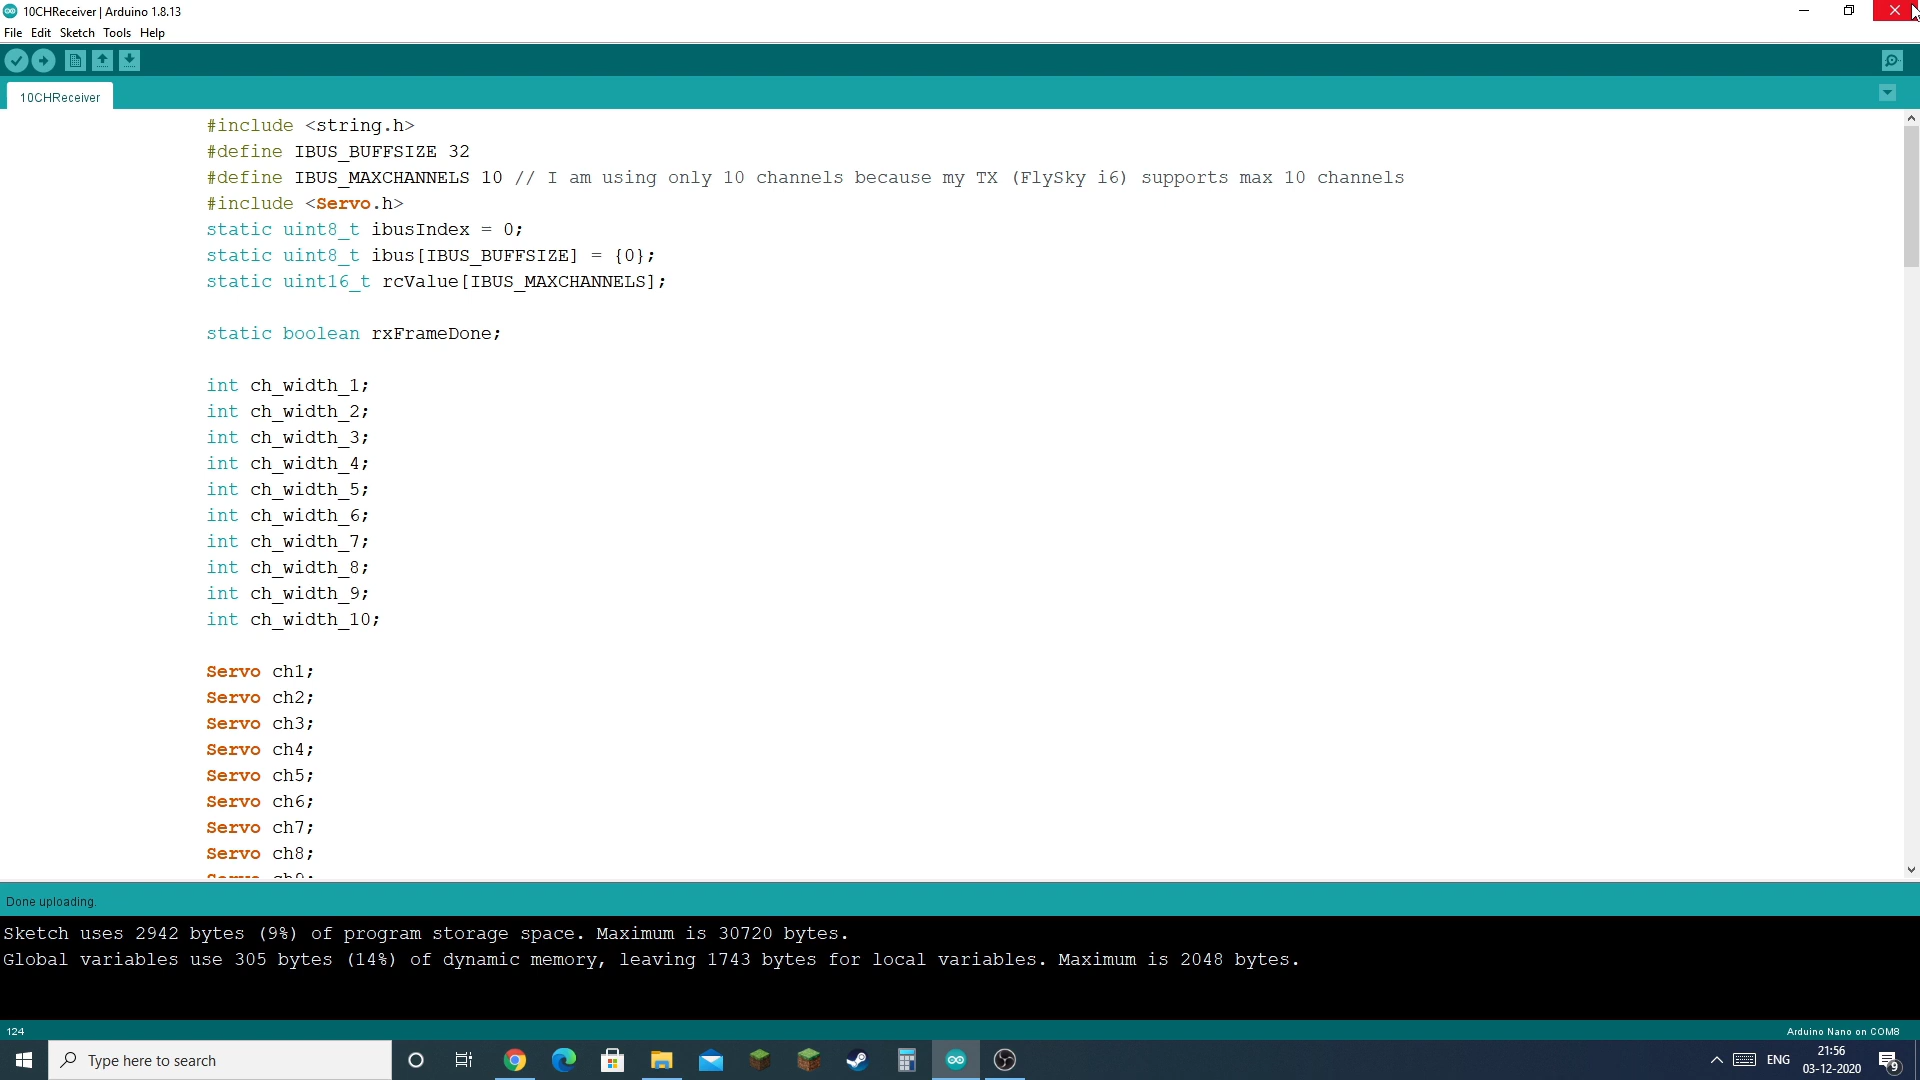 10CHReceiver | Arduino 1.8.13
File Edit Sketch Tools Help
10CHReceiver
#include <string.h>
#define IBUS_BUFFSIZE 32
#define IBUS_MAXCHANNELS 10 // I am using only 10 channels because my TX (FlySky i6) supports max 10 channels
#include <Servo.h>
static uint8_t ibusIndex = 0;
static uint8_t ibus[IBUS_BUFFSIZE] = {0};
static uint16_t rcValue[IBUS_MAXCHANNELS];
static boolean rxFrameDone;
int ch_width_1;
int ch_width_2;
int ch_width_3;
int ch_width_4;
int ch_width_5;
int ch_width_6;
int ch_width_7;
int ch_width_8;
int ch_width_9;
int ch_width_10;
Servo ch1;
Servo ch2;
Servo ch3;
Servo ch4;
Servo ch5;
Servo ch6;
Servo ch7;
Servo ch8;
Servo ch9;
Done uploading.
Sketch uses 2942 bytes (9%) of program storage space. Maximum is 30720 bytes.
Global variables use 305 bytes (14%) of dynamic memory, leaving 1743 bytes for local variables. Maximum is 2048 bytes.
124
Arduino Nano on COM8
Type here to search
ENG
21:56
03-12-2020
9